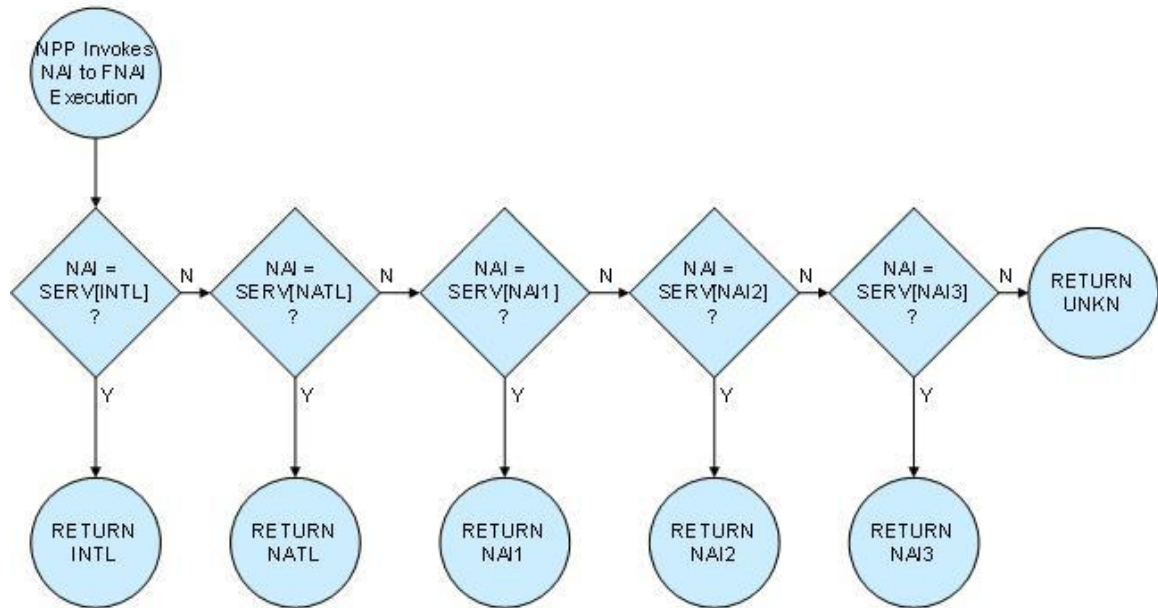 NPP Invokes
NAI to FNAI
Execution
NAI =
SERV[INTL]
?
N
Y
NAI =
SERV[NATL]
?
N
Y
NAI =
SERV[NAI1]
?
N
Y
NAI =
SERV[NAI2]
?
N
Y
NAI =
SERV[NAI3]
?
N
Y
RETURN
UNKN
RETURN
INTL
RETURN
NATL
RETURN
NAI1
RETURN
NAI2
RETURN
NAI3